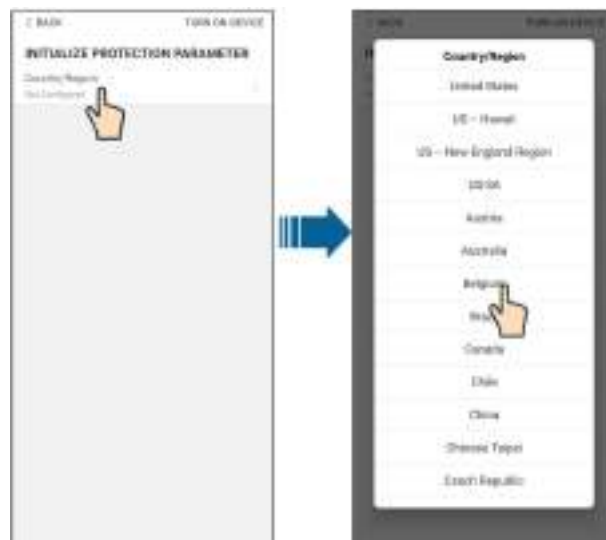 < BACK
TURN ON DEVICE
INITIALIZE PROTECTION PARAMETER
Country/Region
Not Configured
Country/Region
United States
US - Hawaii
US - New England Region
Austria
Australia
Canada
Chile
China
Chinese Taipei
Czech Republic